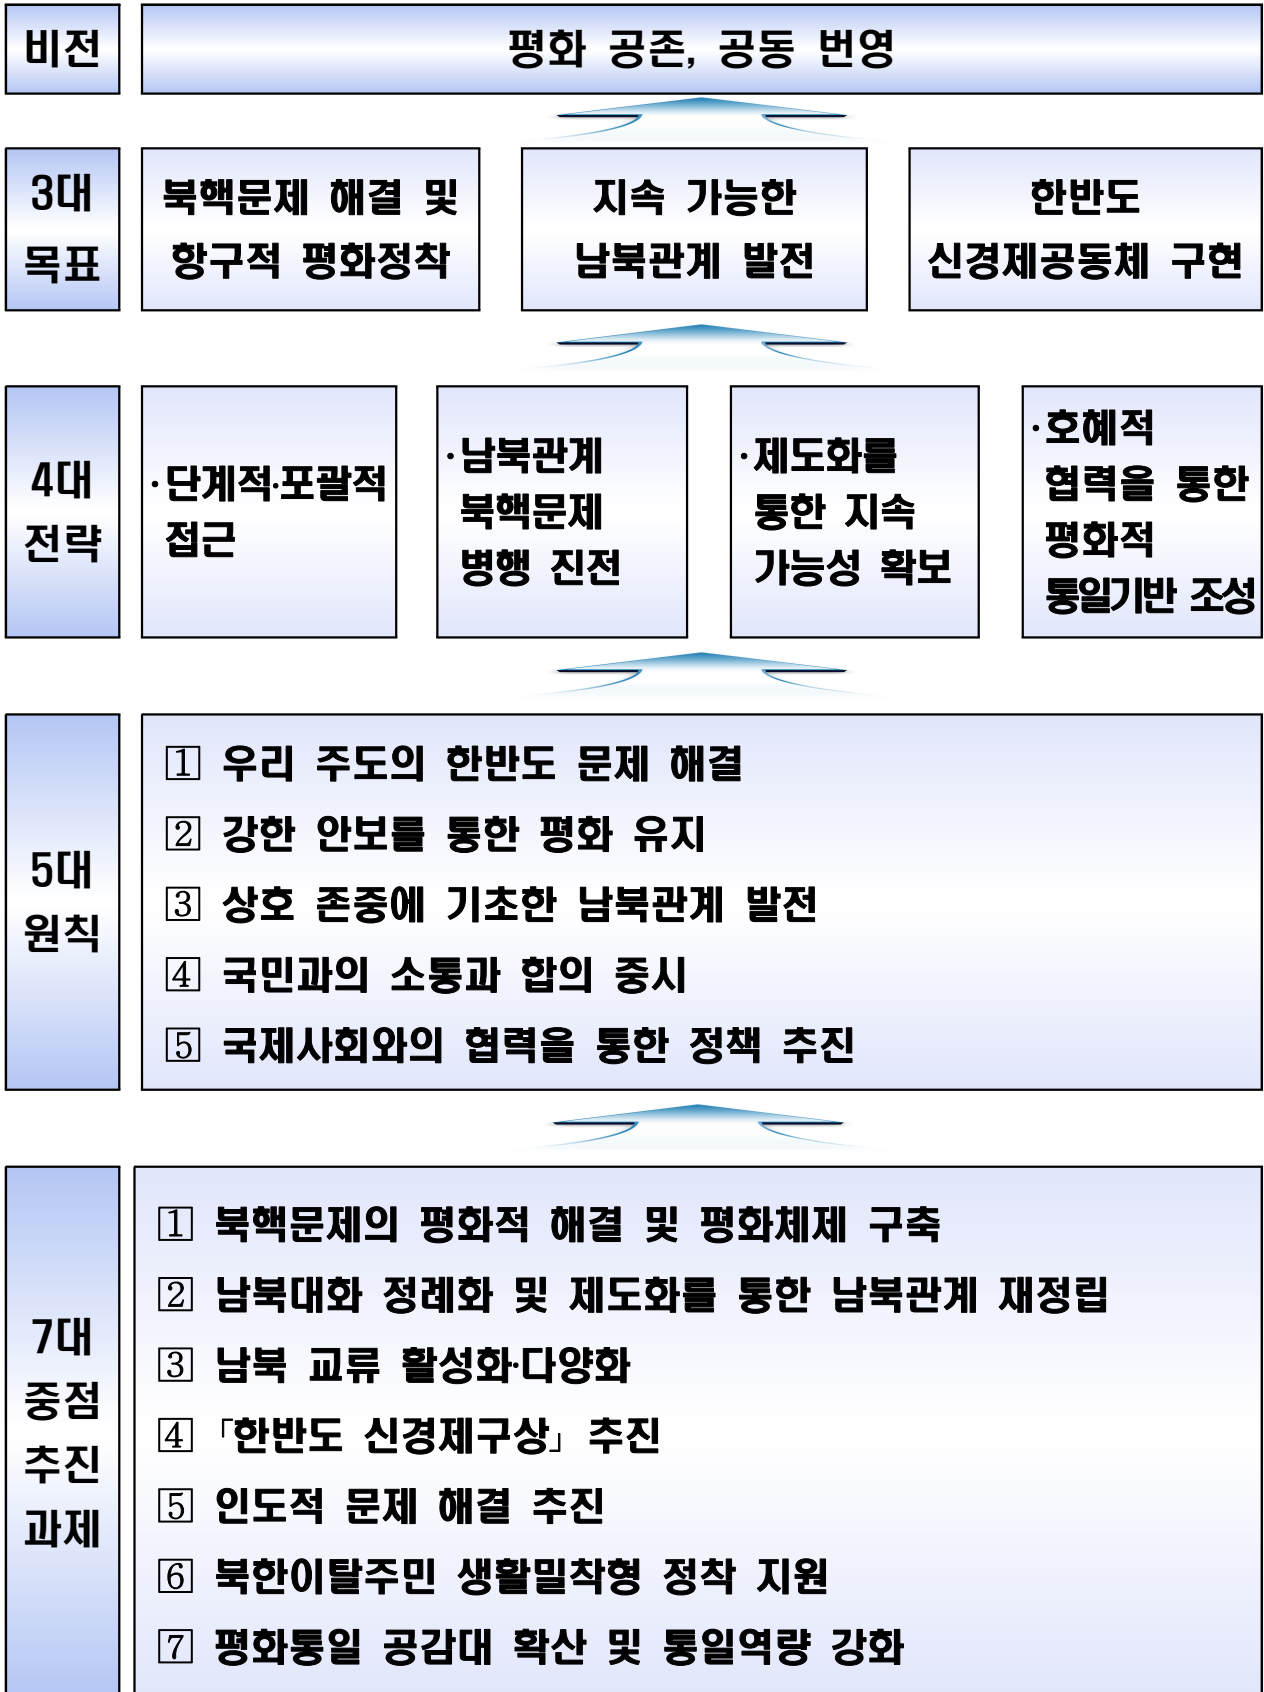 비전
평화 공존, 공동 번영
3대
목표
북핵문제 해결 및
항구적 평화정착
지속 가능한
남북관계 발전
한반도
신경제공동체 구현
4대
전략
·단계적·포괄적
접근
·남북관계
북핵문제
병행 진전
·제도화를
통한 지속
가능성 확보
·호혜적
협력을 통한
평화적
통일기반 조성
5대
원칙
1 우리 주도의 한반도 문제 해결
2 강한 안보를 통한 평화 유지
3 상호 존중에 기초한 남북관계 발전
4 국민과의 소통과 합의 중시
5 국제사회와의 협력을 통한 정책 추진
7대
중점
추진
과제
1 북핵문제의 평화적 해결 및 평화체제 구축
2 남북대화 정례화 및 제도화를 통한 남북관계 재정립
3 남북 교류 활성화·다양화
4 「한반도 신경제구상」 추진
5 인도적 문제 해결 추진
6 북한이탈주민 생활밀착형 정착 지원
7 평화통일 공감대 확산 및 통일역량 강화